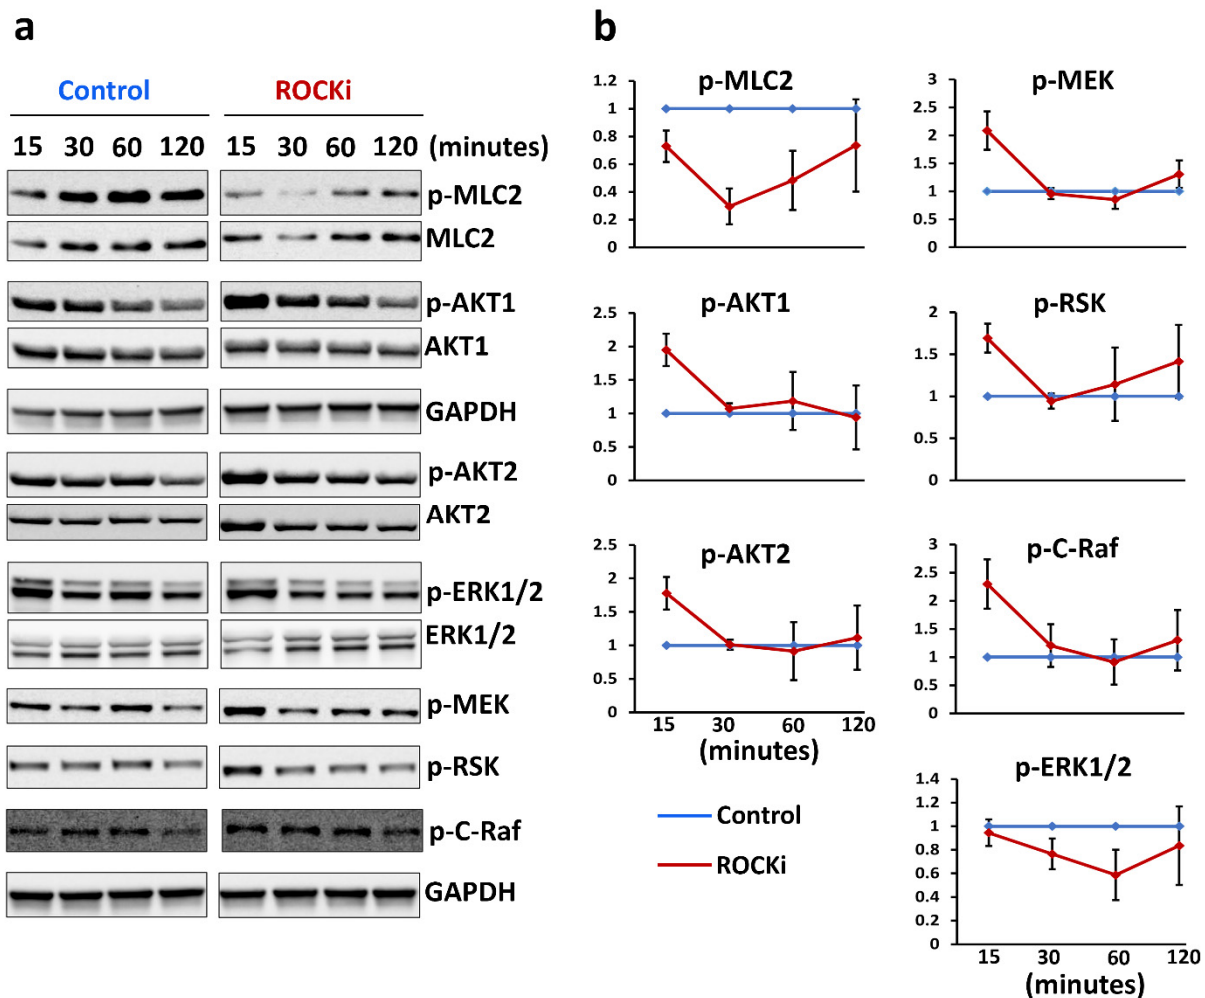 a
Control ROCKi
15 30 60 120 15 30 60 120 (minutes)
p-MLC2
MLC2
p-AKT1
AKT1
GAPDH
p-AKT2
AKT2
p-ERK1/2
ERK1/2
p-MEK
p-RSK
p-C-Raf
GAPDH
b
p-MLC2
1.2
1
0.8
0.6
0.4
0.2
0
p-MEK
3
2.5
2
1.5
1
0.5
0
p-AKT1
2.5
2
1.5
1
0.5
0
p-RSK
2
1.5
1
0.5
0
p-AKT2
2.5
2
1.5
1
0.5
0
15 30 60 120
(minutes)
p-C-Raf
3
2.5
2
1.5
1
0.5
0
p-ERK1/2
1.4
1.2
1
0.8
0.6
0.4
0.2
0
15 30 60 120
(minutes)
Control
ROCKi